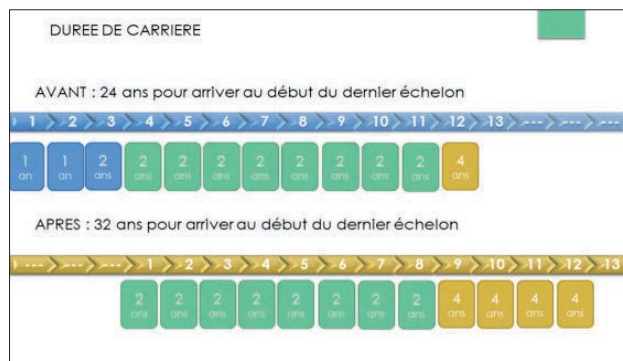 DUREE DE CARRIERE
AVANT : 24 ans pour arriver au début du dernier échelon
1 2 3 4 5 6 7 8 9 10 11 12 13 --- --- ---
1 1 2 2 2 2 2 2 2 2 2 4
an an ans ans ans ans ans ans ans ans ans ans
APRES : 32 ans pour arriver au début du dernier échelon
--- --- --- 1 2 3 4 5 6 7 8 9 10 11 12 13
2 2 2 2 2 2 2 2 4 4 4 4
ans ans ans ans ans ans ans ans ans ans ans ans